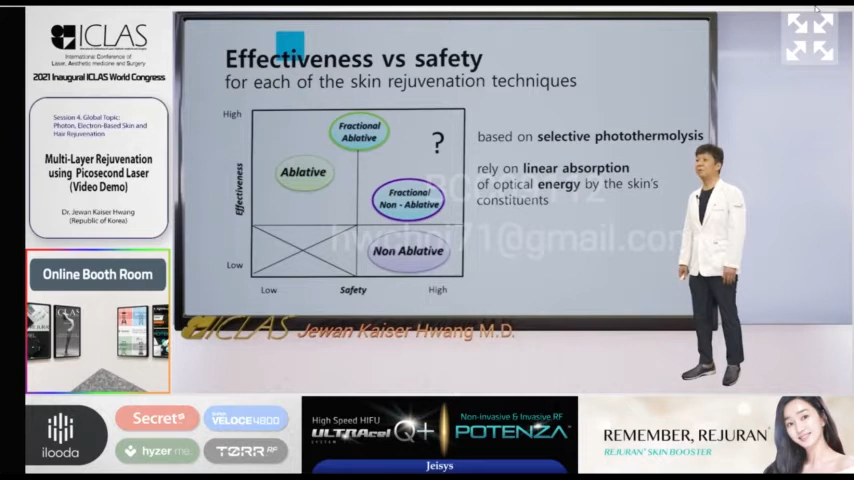 ICLAS
International Conference of
Laser, Aesthetic medicine and Surgery
2021 Inaugural ICLAS World Congress
Session 4. Global Topic:
Photon, Electron-Based Skin and
Hair Rejuvenation
Multi-Layer Rejuvenation
using Picosecond Laser
(Video Demo)
Dr. Jewan Kaiser Hwang
(Republic of Korea)
Online Booth Room
Effectiveness vs safety
for each of the skin rejuvenation techniques
High
Effectiveness
Low
Fractional
Ablative
?
Ablative
Fractional
Non - Ablative
Non Ablative
Low
Safety
High
based on selective photothermolysis
rely on linear absorption
of optical energy by the skin's
constituents
ICLAS Jewan Kaiser Hwang M.D.
ilooda
Secret
VELOCE4800
hyzer me
TORR RF
High Speed HIFU
ULTRAcel Q+
SYSTEM
Non-invasive & Invasive RF
POTENZA
Jeisys
REMEMBER, REJURAN
REJURAN SKIN BOOSTER